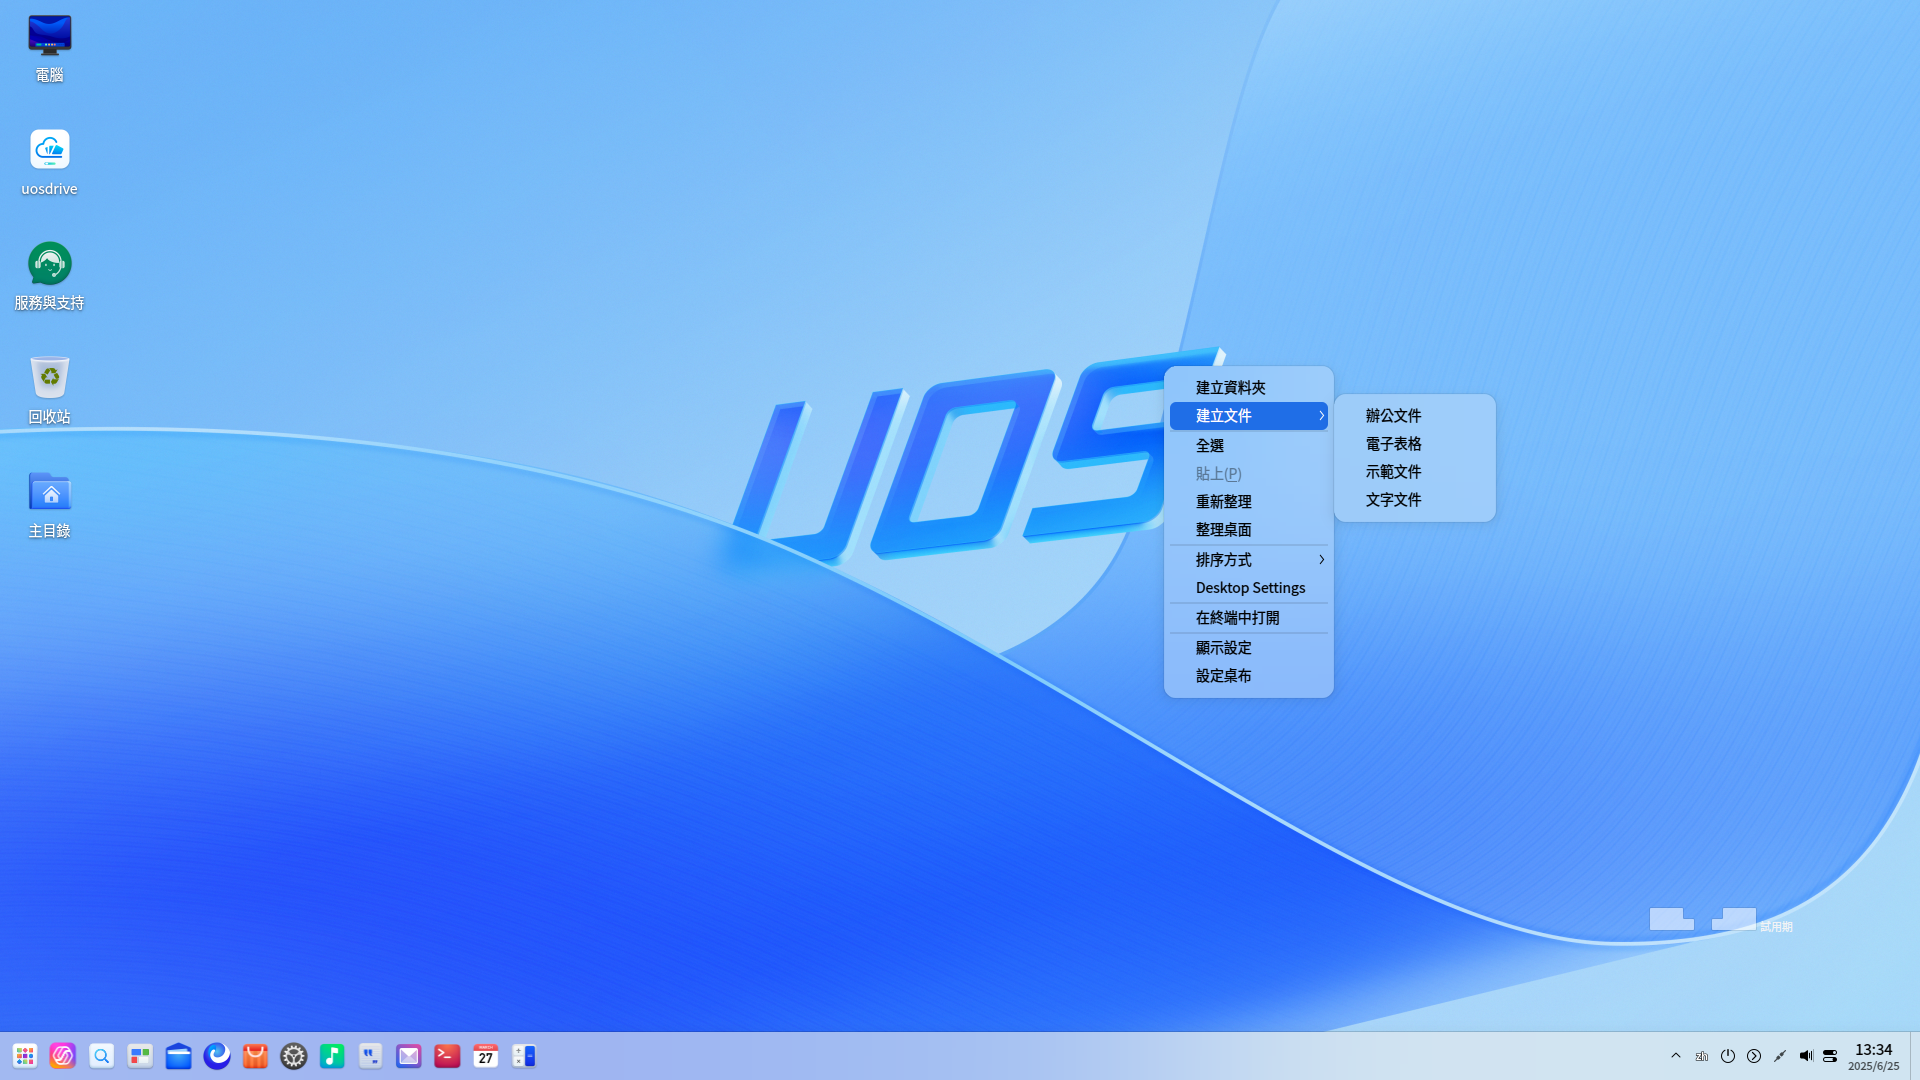 電腦
uosdrive
服務與支持
回收站
主目錄
UOS
建立資料夾
建立文件
全選
貼上(P)
重新整理
整理桌面
排序方式
Desktop Settings
在終端中打開
顯示設定
設定桌布
辦公文件
電子表格
示範文件
文字文件
試用期
MARCH
27
zh
13:34
2025/6/25